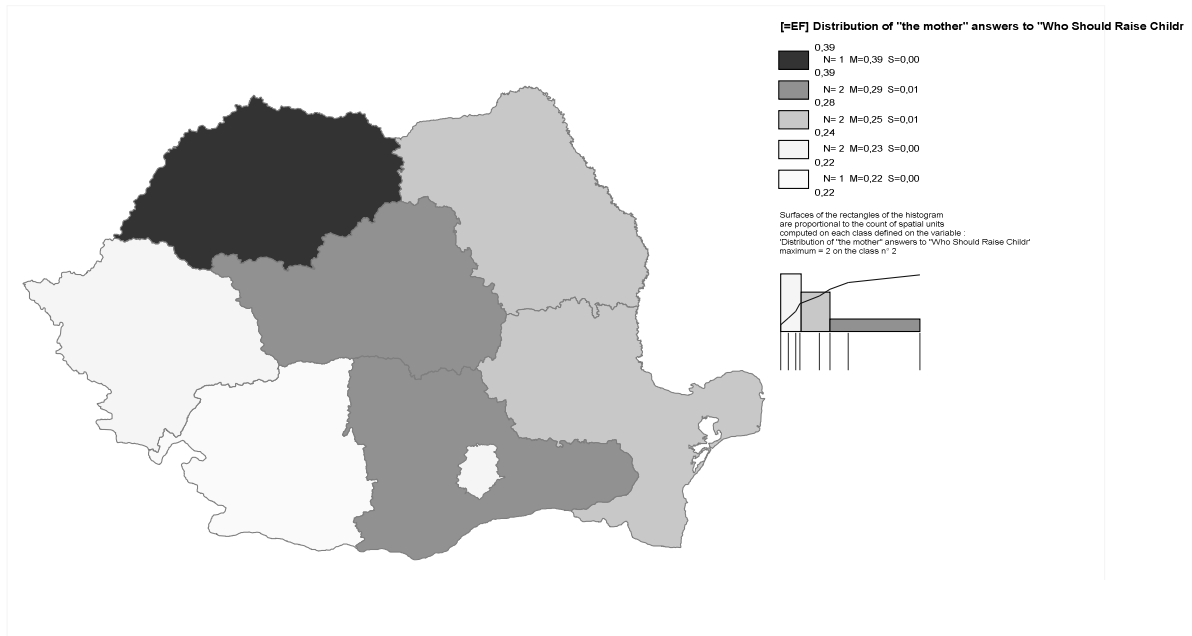 [=EF] Distribution of "the mother" answers to "Who Should Raise Childr
0,39
N= 1 M=0,39 S=0,00
0,39
N= 2 M=0,29 S=0,01
0,28
N= 2 M=0,25 S=0,01
0,24
N= 2 M=0,23 S=0,00
0,22
N= 1 M=0,22 S=0,00
0,22
Surfaces of the rectangles of the histogram
are proportional to the count of spatial units
computed on each class defined on the variable :
'Distribution of "the mother" answers to "Who Should Raise Childr'
maximum = 2 on the class n° 2